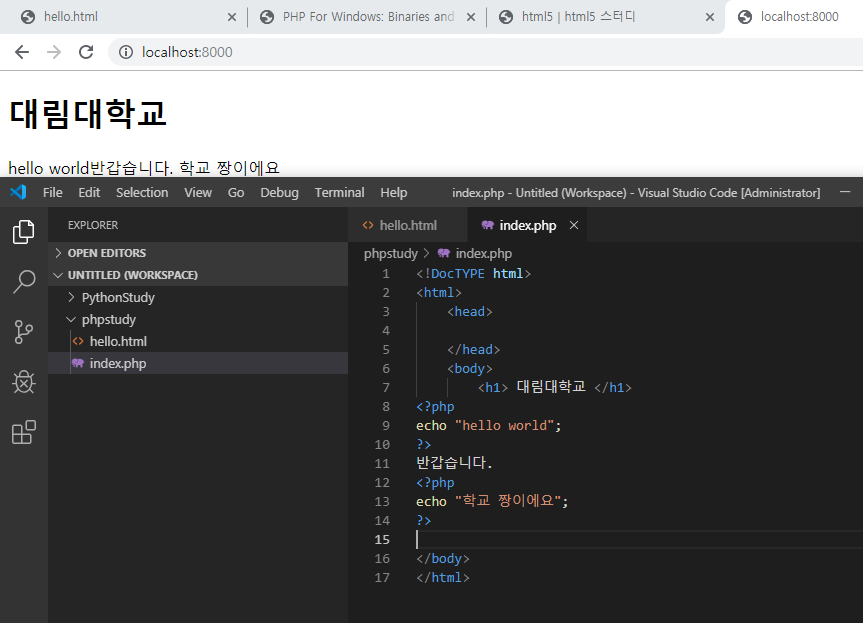 hello.html
PHP For Windows: Binaries and
html5 | html5 스터디
localhost:8000
localhost:8000
대림대학교
hello world반갑습니다. 학교 짱이에요
File Edit Selection View Go Debug Terminal Help index.php - Untitled (Workspace) - Visual Studio Code [Administrator]
EXPLORER
OPEN EDITORS
UNTITLED (WORKSPACE)
PythonStudy
phpstudy
hello.html
index.php
hello.html
index.php
phpstudy > index.php
1 <!DocTYPE html>
2 <html>
3 <head>
4
5 </head>
6 <body>
7 <h1> 대림대학교 </h1>
8 <?php
9 echo "hello world";
10 ?>
11 반갑습니다.
12 <?php
13 echo "학교 짱이에요";
14 ?>
15
16 </body>
17 </html>